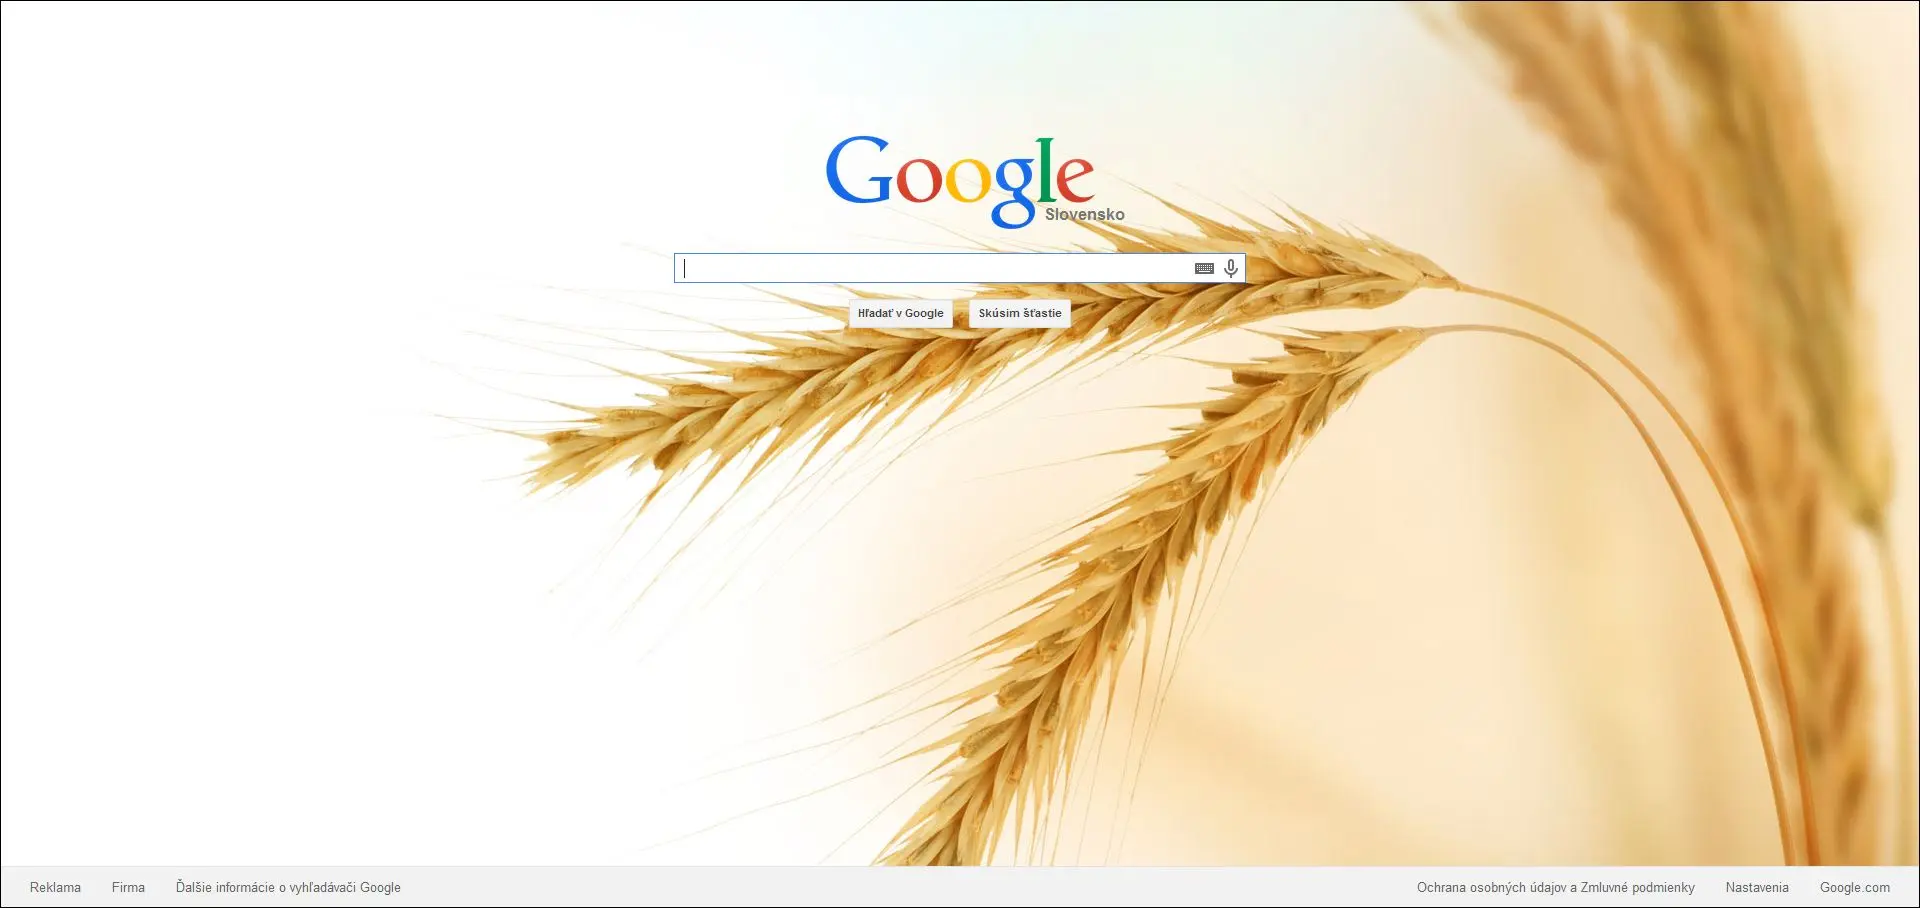 Google
Slovensko
Hľadať v Google
Skúsim šťastie
Reklama
Firma
Ďalšie informácie o vyhľadávači Google
Ochrana osobných údajov a Zmluvné podmienky
Nastavenia
Google.com